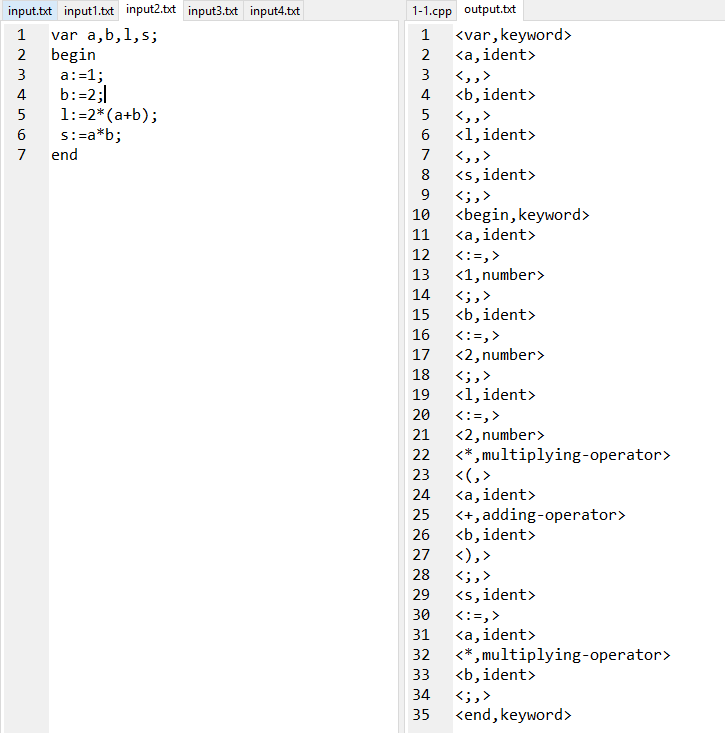 input.txt input1.txt input2.txt input3.txt input4.txt
1 var a,b,l,s;
2 begin
3 a:=1;
4 b:=2;
5 l:=2*(a+b);
6 s:=a*b;
7 end
1-1.cpp output.txt
1 <var,keyword>
2 <a,ident>
3 <,,>
4 <b,ident>
5 <,,>
6 <l,ident>
7 <,,>
8 <s,ident>
9 <;,>
10 <begin,keyword>
11 <a,ident>
12 <:=,>
13 <1,number>
14 <;,>
15 <b,ident>
16 <:=,>
17 <2,number>
18 <;,>
19 <l,ident>
20 <:=,>
21 <2,number>
22 <*,multiplying-operator>
23 <(,>
24 <a,ident>
25 <+,adding-operator>
26 <b,ident>
27 <),>
28 <;,>
29 <s,ident>
30 <:=,>
31 <a,ident>
32 <*,multiplying-operator>
33 <b,ident>
34 <;,>
35 <end,keyword>